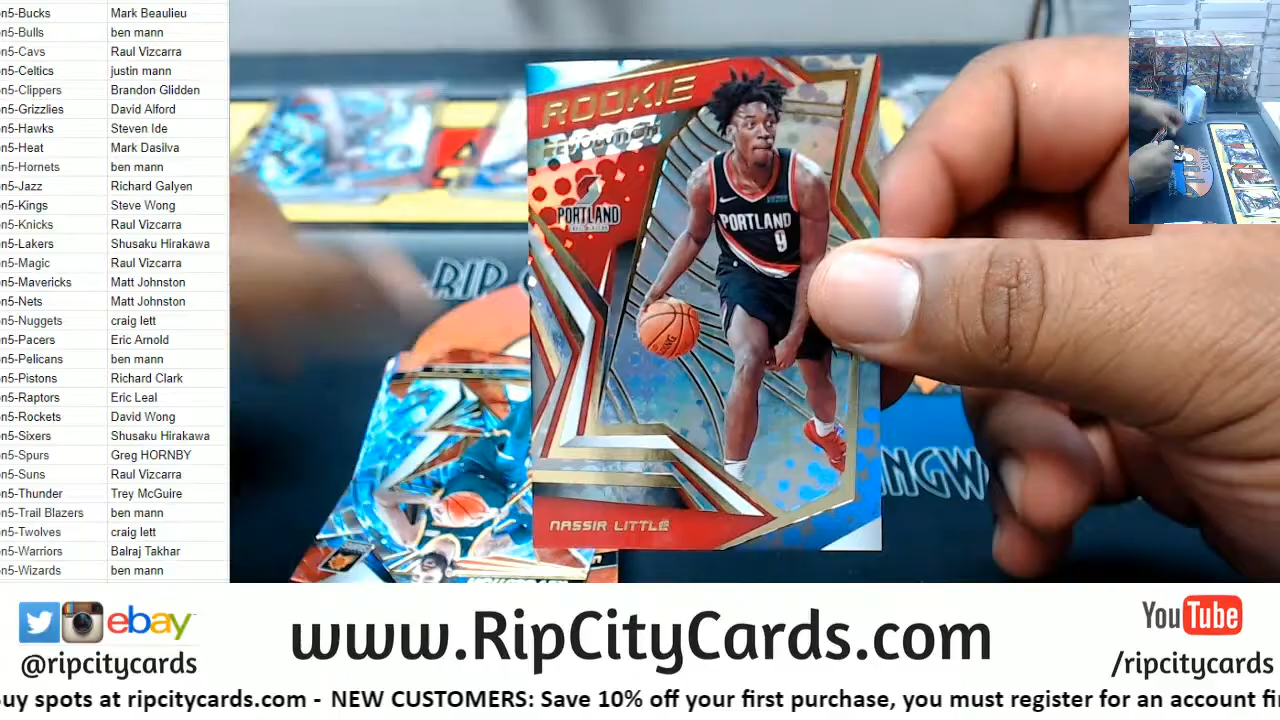 n5-Bucks Mark Beaulieu
n5-Bulls ben mann
n5-Cavs Raul Vizcarra
n5-Celtics justin mann
n5-Clippers Brandon Glidden
n5-Grizzlies David Alford
n5-Hawks Steven Ide
n5-Heat Mark Dasilva
n5-Hornets ben mann
n5-Jazz Richard Galyen
n5-Kings Steve Wong
n5-Knicks Raul Vizcarra
n5-Lakers Shusaku Hirakawa
n5-Magic Raul Vizcarra
n5-Mavericks Matt Johnston
n5-Nets Matt Johnston
n5-Nuggets craig lett
n5-Pacers Eric Arnold
n5-Pelicans ben mann
n5-Pistons Richard Clark
n5-Raptors Eric Leal
n5-Rockets David Wong
n5-Sixers Shusaku Hirakawa
n5-Spurs Greg HORNBY
n5-Suns Raul Vizcarra
n5-Thunder Trey McGuire
n5-Trail Blazers ben mann
n5-Twolves craig lett
n5-Warriors Balraj Takhar
n5-Wizards ben mann
ROOKIE
REVOLUTION
PORTLAND
PORTLAND
9
NASSIR LITTLE
RIP
NGW
ebay
@ripcitycards
www.RipCityCards.com
YouTube
/ripcitycards
uy spots at ripcitycards.com - NEW CUSTOMERS: Save 10% off your first purchase, you must register for an account fi